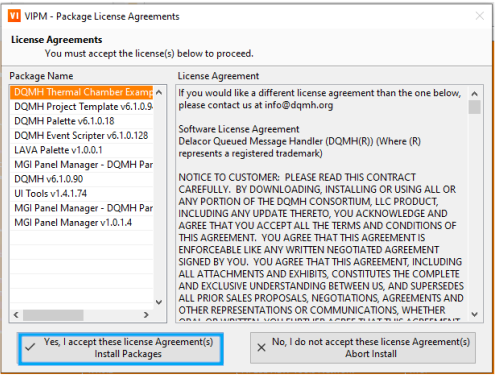 VI VIPM - Package License Agreements
License Agreements
You must accept the license(s) below to proceed.
Package Name
DQMH Thermal Chamber Examp
DQMH Project Template v6.1.0.94
DQMH Palette v6.1.0.18
DQMH Event Scripter v6.1.0.128
LAVA Palette v1.0.0.1
MGI Panel Manager - DQMH Par
DQMH v6.1.0.90
UI Tools v1.4.1.74
MGI Panel Manager - DQMH Par
MGI Panel Manager v1.0.1.4
License Agreement
If you would like a different license agreement than the one below,
please contact us at info@dqmh.org
Software License Agreement
Delacor Queued Message Handler (DQMH(R)) (Where (R)
represents a registered trademark)
NOTICE TO CUSTOMER:  PLEASE READ THIS CONTRACT
CAREFULLY.  BY DOWNLOADING, INSTALLING OR USING ALL OR
ANY PORTION OF THE DQMH CONSORTIUM, LLC PRODUCT,
INCLUDING ANY UPDATE THERETO, YOU ACKNOWLEDGE AND
AGREE THAT YOU ACCEPT ALL THE TERMS AND CONDITIONS OF
THIS AGREEMENT.  YOU AGREE THAT THIS AGREEMENT IS
ENFORCEABLE LIKE ANY WRITTEN NEGOTIATED AGREEMENT
SIGNED BY YOU.  YOU AGREE THAT THIS AGREEMENT, INCLUDING
ALL ATTACHMENTS AND EXHIBITS, CONSTITUTES THE COMPLETE
AND EXCLUSIVE UNDERSTANDING BETWEEN US, AND SUPERSEDES
ALL PRIOR SALES PROPOSALS, NEGOTIATIONS, AGREEMENTS AND
OTHER REPRESENTATIONS OR COMMUNICATIONS, WHETHER
ORAL OR WRITTEN. YOU FURTHER AGREE THAT THIS AGREEMENT
Yes, I accept these license Agreement(s)
Install Packages
No, I do not accept these license Agreement(s)
Abort Install